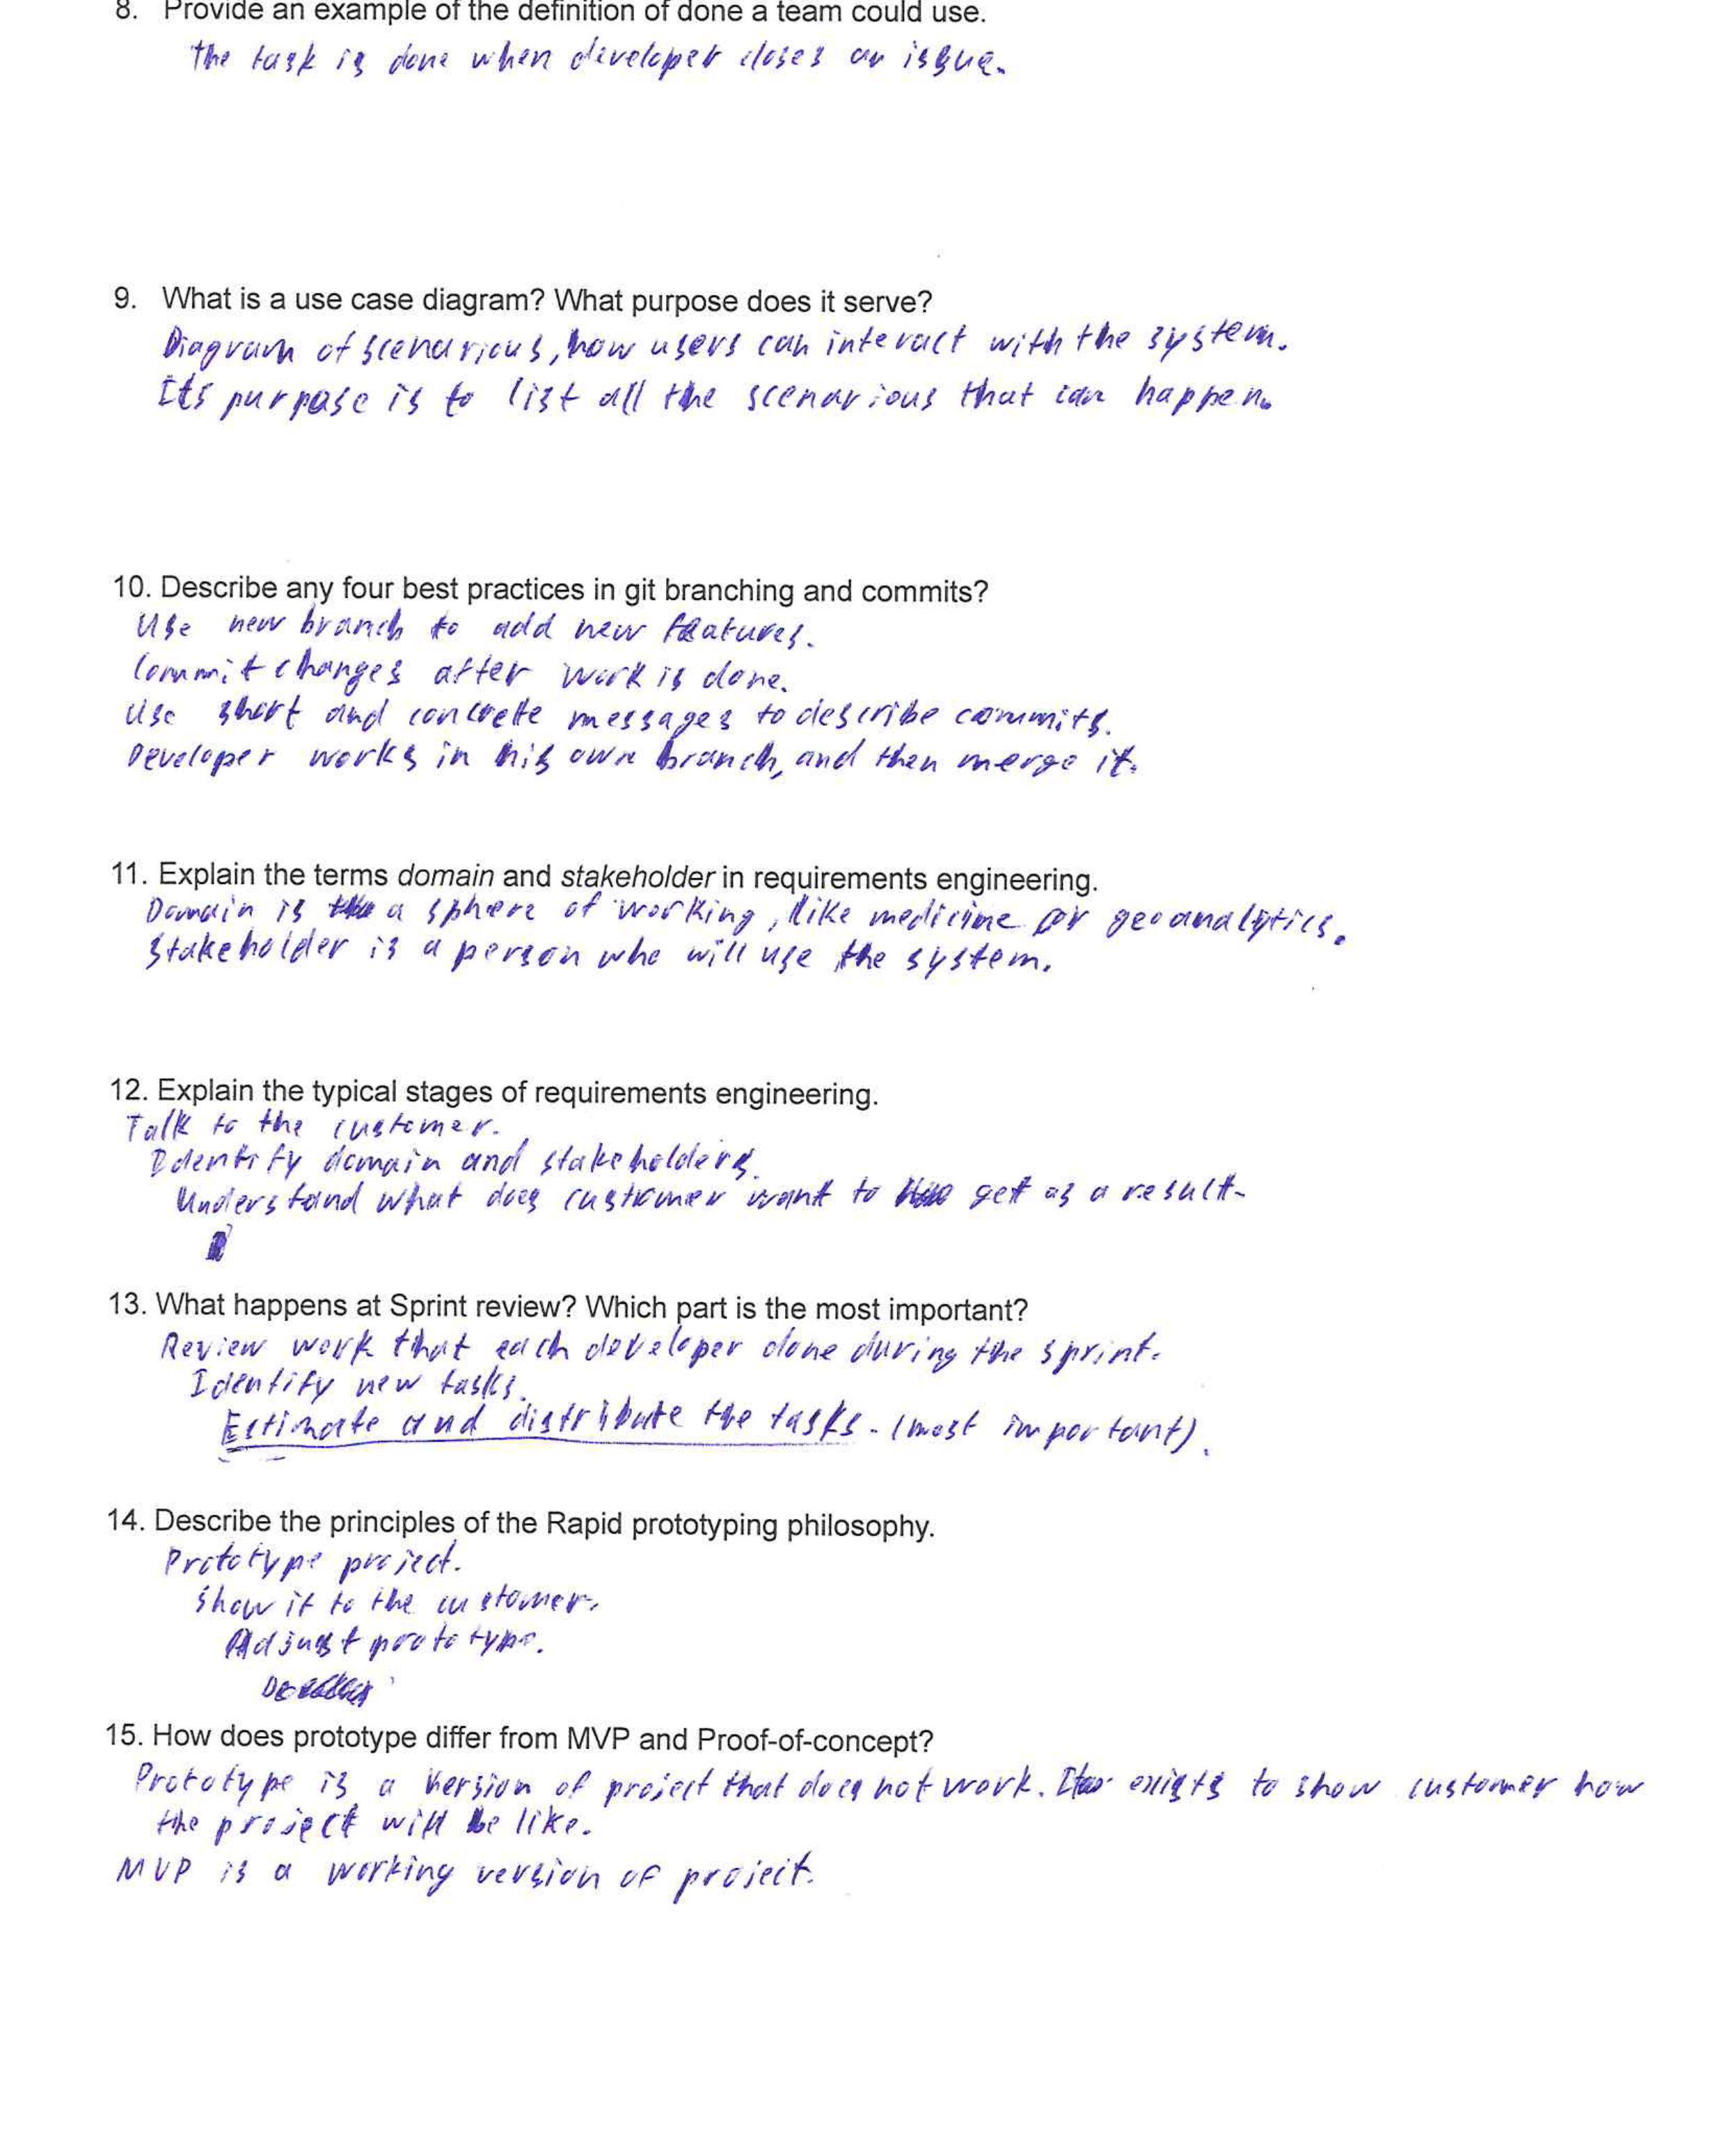 8. Provide an example of the definition of done a team could use.
The task is done when developer closes an issue.
9. What is a use case diagram? What purpose does it serve?
Diagram of scenarious, how users can interact with the system.
Its purpose is to list all the scenarious that can happen.
10. Describe any four best practices in git branching and commits?
Use new branch to add new features.
Commit changes after work is done.
Use short and concrete messages to describe commits.
Developer works in his own branch, and then merge it.
11. Explain the terms domain and stakeholder in requirements engineering.
Domain is a sphere of working, like medicine or geoanalytics.
Stakeholder is a person who will use the system.
12. Explain the typical stages of requirements engineering.
Talk to the customer.
Identify domain and stakeholders.
Understand what does customer want to get as a result.
13. What happens at Sprint review? Which part is the most important?
Review work that each developer done during the sprint.
Identify new tasks.
Estimate and distribute the tasks. (most important).
14. Describe the principles of the Rapid prototyping philosophy.
Prototype project.
Show it to the customer.
Adjust prototype.
15. How does prototype differ from MVP and Proof-of-concept?
Prototype is a version of project that does not work. It exists to show customer how
the project will be like.
MVP is a working version of project.